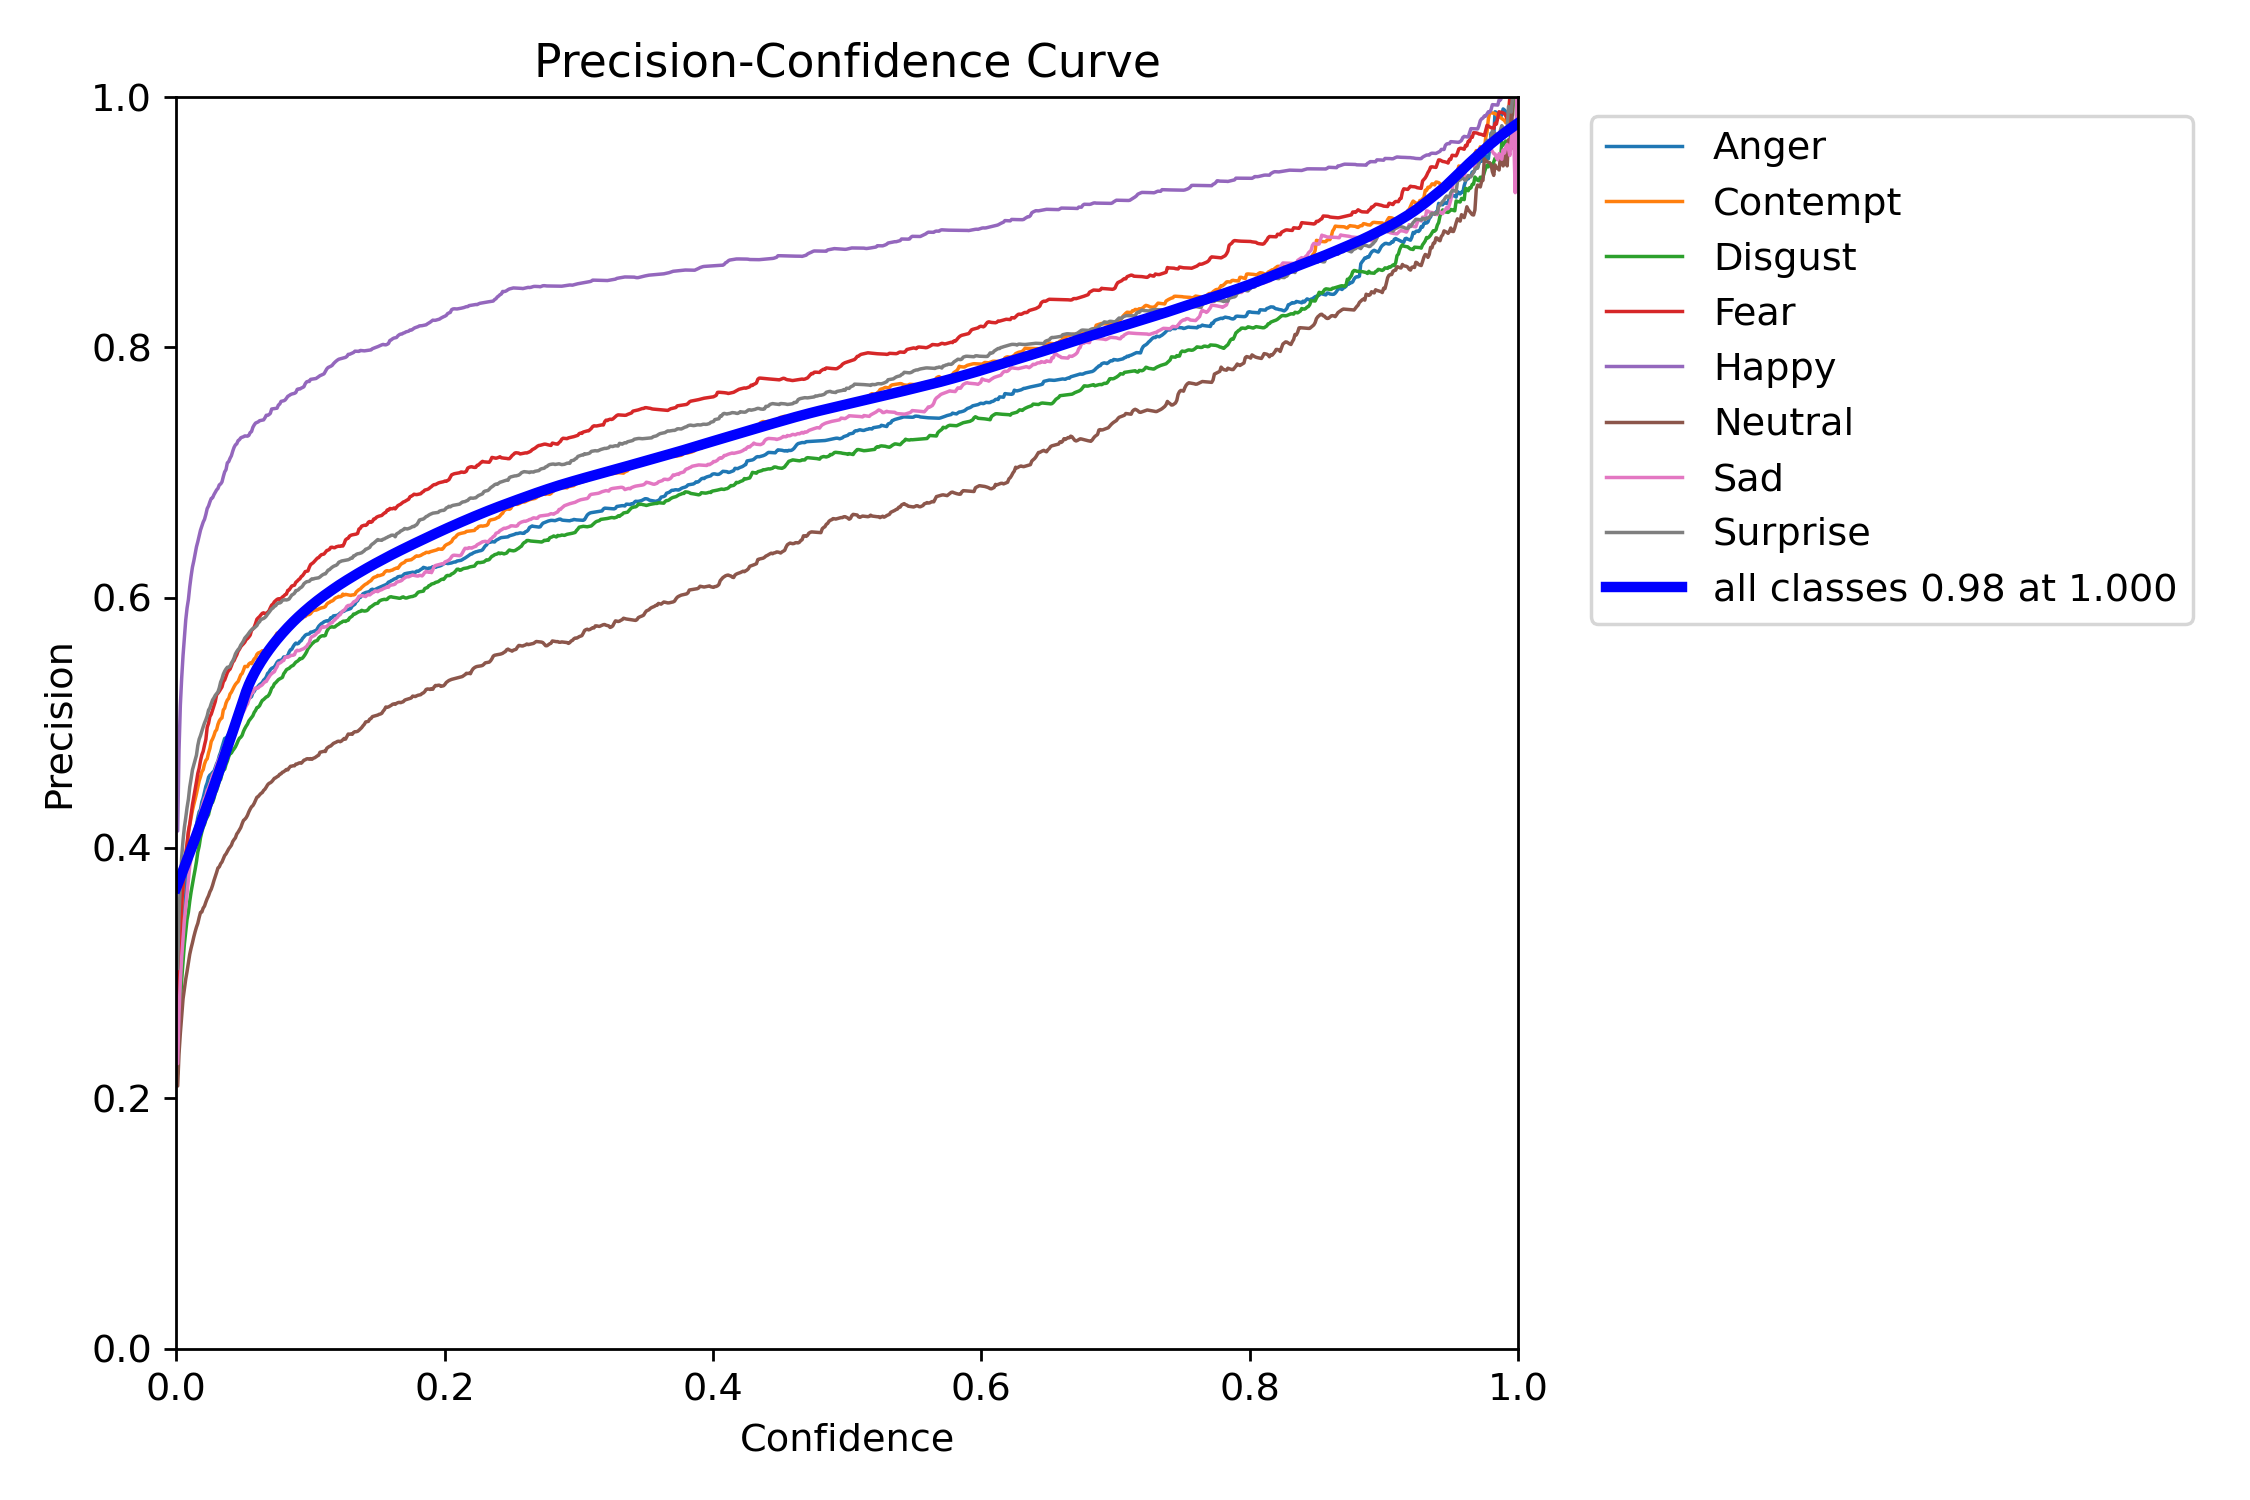 Precision-Confidence Curve
1.0
0.8
0.6
0.4
0.2
0.0
Precision
0.0 0.2 0.4 0.6 0.8 1.0
Confidence
Anger
Contempt
Disgust
Fear
Happy
Neutral
Sad
Surprise
all classes 0.98 at 1.000